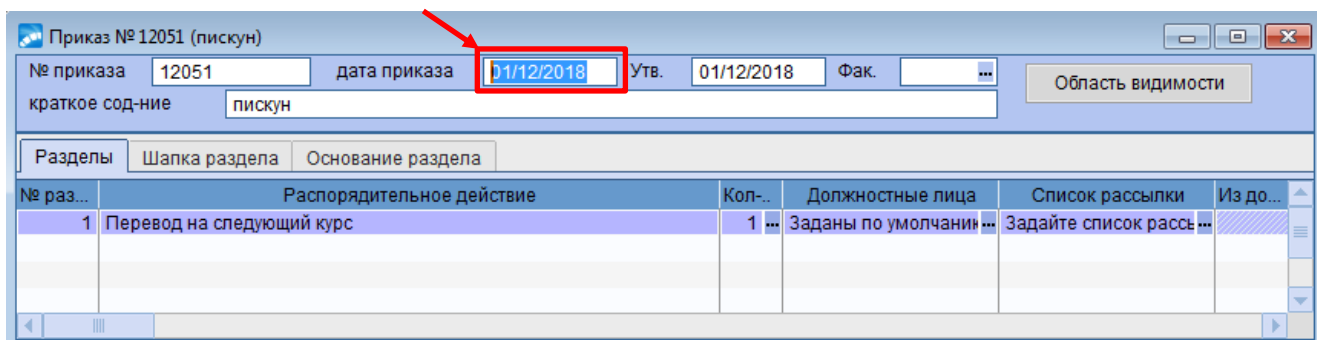 Приказ № 12051 (пискун)
№ приказа 12051 дата приказа 01/12/2018 Утв. 01/12/2018 Фак. ... Область видимости
краткое сод-ние пискун
Разделы Шапка раздела Основание раздела
№ раз... Распорядительное действие Кол-.. Должностные лица Список рассылки Из до...
1 Перевод на следующий курс 1 ... Заданы по умолчанию ... Задайте список рассы ...